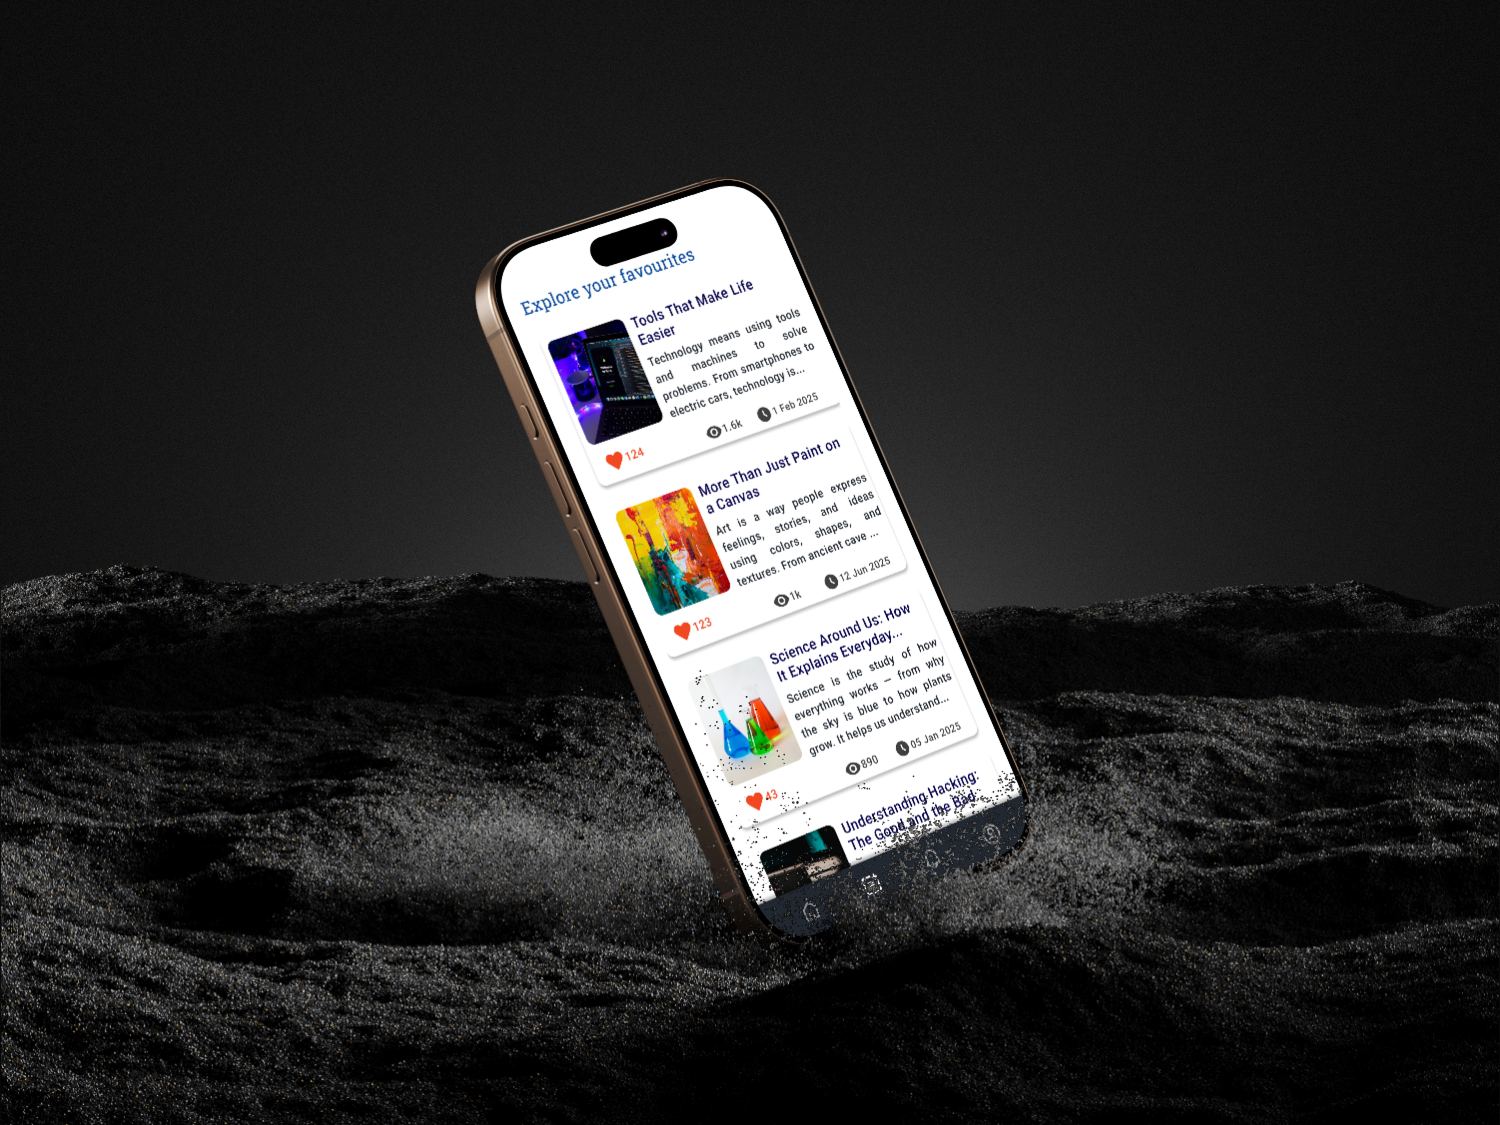 Explore your favourites
Tools That Make Life
Easier
Technology means using tools
and machines to solve
problems. From smartphones to
electric cars, technology is...
124
1.6k
1 Feb 2025
More Than Just Paint on
a Canvas
Art is a way people express
feelings, stories, and ideas
using colors, shapes, and
textures. From ancient cave ...
123
1k
12 Jun 2025
Science Around Us: How
It Explains Everyday...
Science is the study of how
everything works – from why
the sky is blue to how plants
grow. It helps us understand...
43
890
05 Jan 2025
Understanding Hacking:
The Good and the Bad